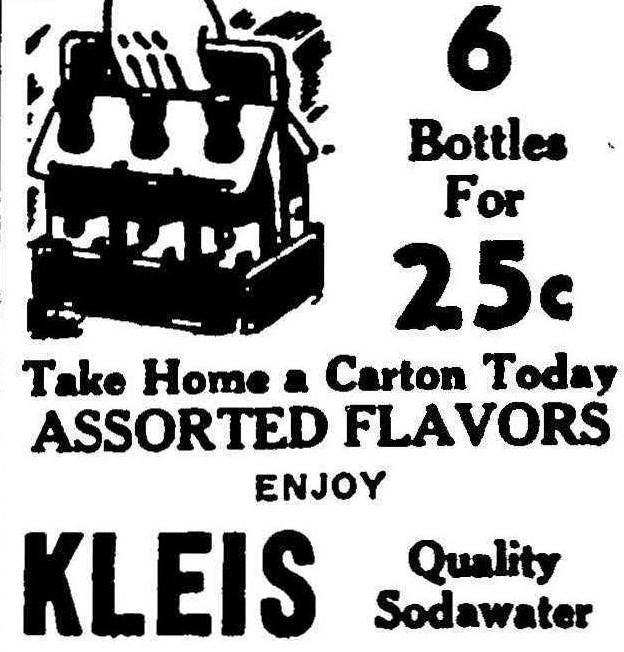 6
Bottles
For
25c
Take Home a Carton Today
ASSORTED FLAVORS
ENJOY
KLEIS
Quality
Sodawater